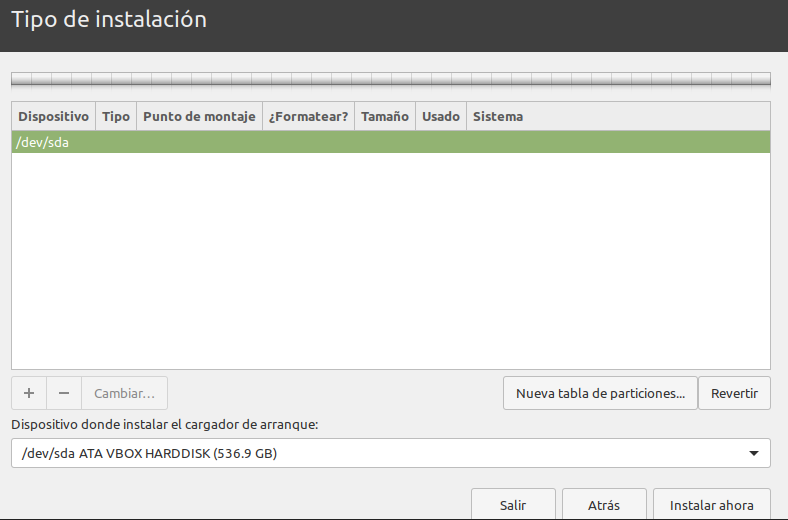 Tipo de instalación
Dispositivo Tipo Punto de montaje ¿Formatear? Tamaño Usado Sistema
/dev/sda
+ − Cambiar... Nueva tabla de particiones... Revertir
Dispositivo donde instalar el cargador de arranque:
/dev/sda ATA VBOX HARDDISK (536.9 GB)
Salir Atrás Instalar ahora